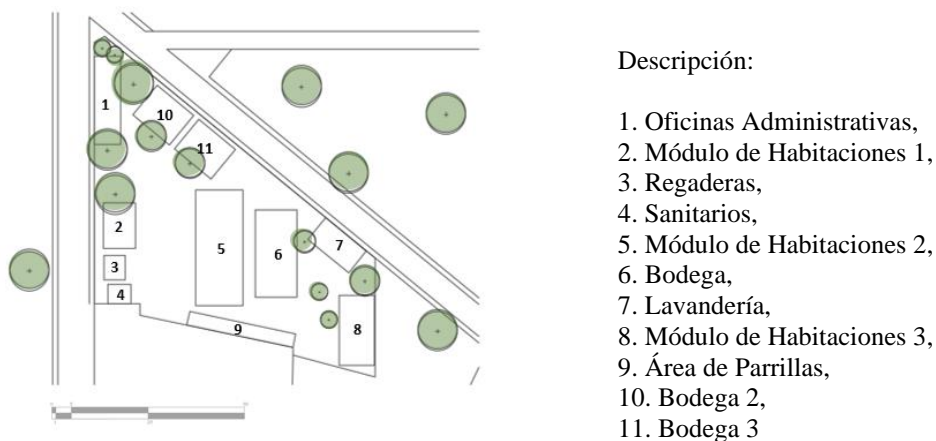 1
10
11
2
3
4
5
6
7
8
9
Descripción:
1. Oficinas Administrativas,
2. Módulo de Habitaciones 1,
3. Regaderas,
4. Sanitarios,
5. Módulo de Habitaciones 2,
6. Bodega,
7. Lavandería,
8. Módulo de Habitaciones 3,
9. Área de Parrillas,
10. Bodega 2,
11. Bodega 3